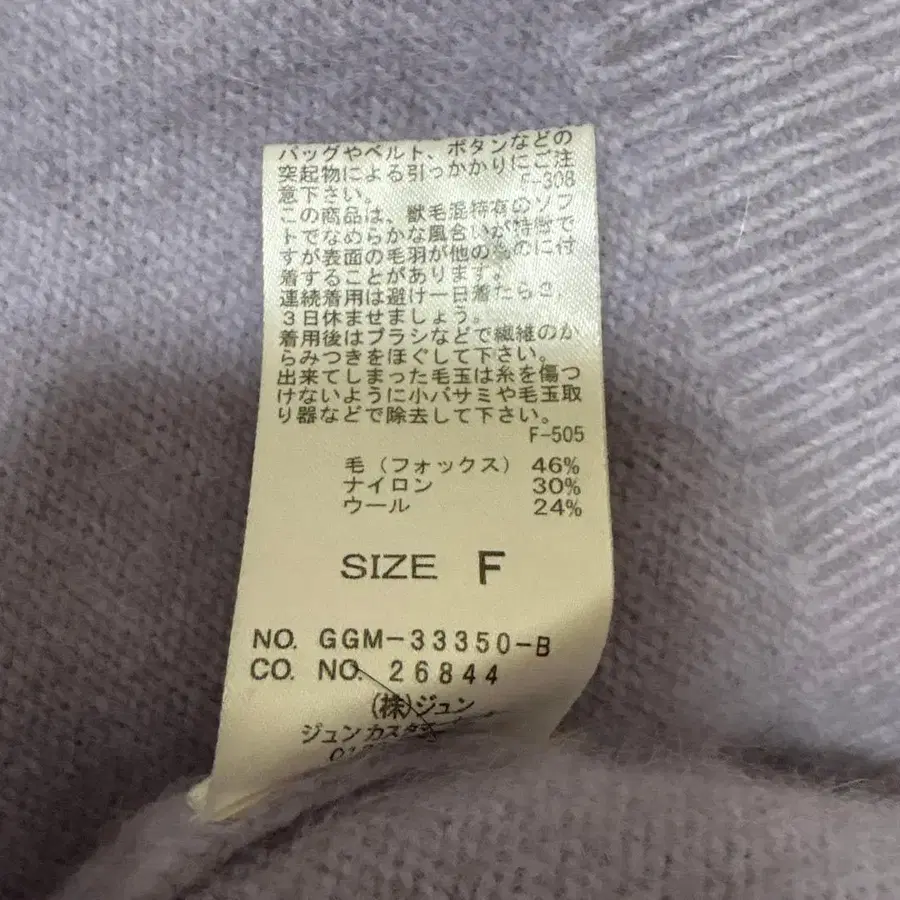 バッグやベルト、ボタンなどの
突起物による引っかかりにご注
意下さい。
F-308
この商品は、獣毛混特有のソフ
トでなめらかな風合いが特徴で
すが表面の毛羽が他のものに付
着することがあります。
連続着用は避け一日着たら2,
3日休ませましょう。
着用後はブラシなどで繊維のか
らみつきをほぐして下さい。
出来てしまった毛玉は糸を傷つ
けないように小バサミや毛玉取
り器などで除去して下さい。
F-505
毛(フォックス) 46%
ナイロン 30%
ウール 24%
SIZE F
NO. GGM-33350-B
CO. NO. 26844
(株)ジュン
ジュンカスタ